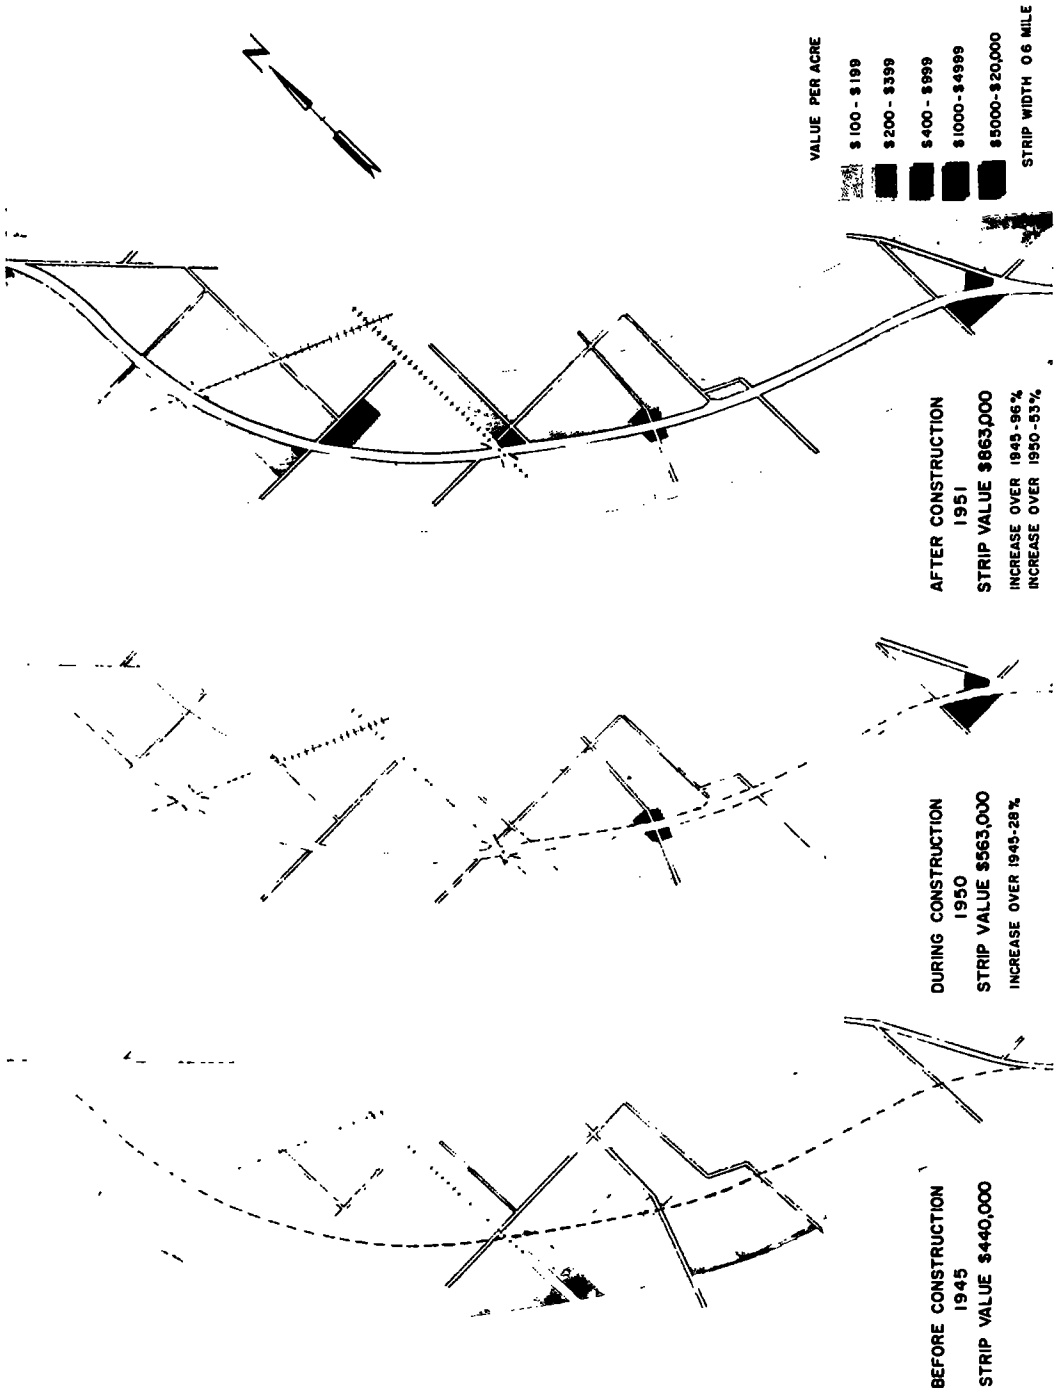 N
VALUE PER ACRE
$100 - $199
$200 - $399
$400 - $999
$1000 - $4999
$5000 - $20,000
STRIP WIDTH 0.6 MILE
AFTER CONSTRUCTION
1951
STRIP VALUE $863,000
INCREASE OVER 1945-96%
INCREASE OVER 1950-53%
DURING CONSTRUCTION
1950
STRIP VALUE $563,000
INCREASE OVER 1945-28%
BEFORE CONSTRUCTION
1945
STRIP VALUE $440,000